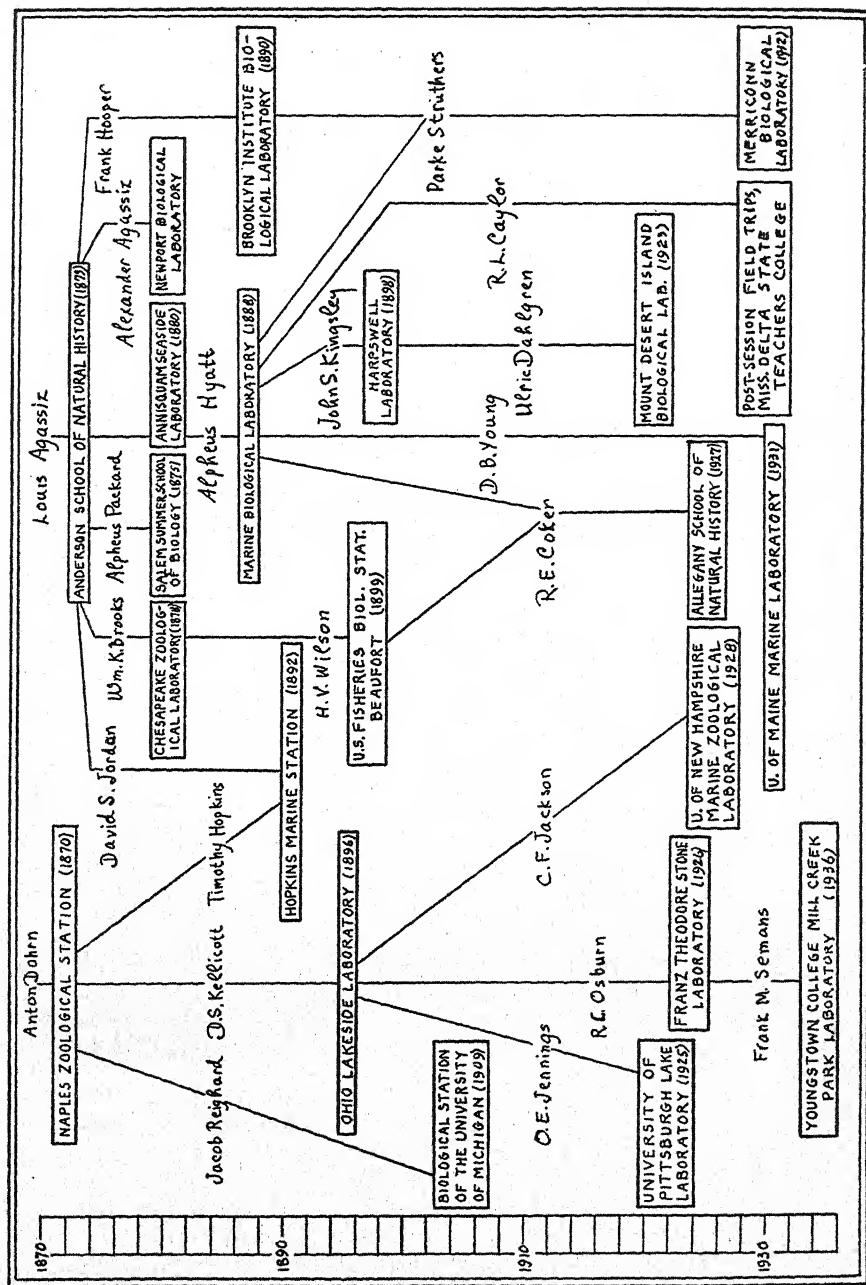 Anton Dohrn
Louis Agassiz
1870
NAPLES ZOOLOGICAL STATION (1870)
ANDERSON SCHOOL OF NATURAL HISTORY (1873)
David S. Jordan
Wm. K. Brooks
Alpheus Packard
Alexander Agassiz
Frank Hooper
CHESAPEAKE ZOOLOG-
ICAL LABORATORY (1878)
SALEM SUMMER SCHOOL
OF BIOLOGY (1875)
ANNISQUAM SEASIDE
LABORATORY (1880)
NEWPORT BIOLOGICAL
LABORATORY
Jacob Reighard
D.S. Kellicott
Timothy Hopkins
Alpheus Hyatt
1890
HOPKINS MARINE STATION (1892)
MARINE BIOLOGICAL LABORATORY (1888)
BROOKLYN INSTITUTE BIO-
LOGICAL LABORATORY (1890)
H.V. Wilson
John S. Kingsley
OHIO LAKESIDE LABORATORY (1896)
U.S. FISHERIES BIOL. STAT.
BEAUFORT (1899)
HARPSWELL
LABORATORY (1898)
BIOLOGICAL STATION
OF THE UNIVERSITY
OF MICHIGAN (1909)
Parke Struthers
D.B. Young
R.L. Caylor
1910
O.E. Jennings
C.F. Jackson
R.E. Coker
Ulric Dahlgren
R.C. Osburn
UNIVERSITY OF
PITTSBURGH LAKE
LABORATORY (1925)
MOUNT DESERT ISLAND
BIOLOGICAL LAB. (1923)
FRANZ THEODORE STONE
LABORATORY (1926)
U. OF NEW HAMPSHIRE
MARINE ZOOLOGICAL
LABORATORY (1928)
ALLEGANY SCHOOL OF
NATURAL HISTORY (1927)
1930
Frank M. Semans
U. OF MAINE MARINE LABORATORY (1931)
POST-SESSION FIELD TRIPS,
MISS. DELTA STATE
TEACHERS COLLEGE
MERRICONN
BIOLOGICAL
LABORATORY (1912)
YOUNGSTOWN COLLEGE MILL CREEK
PARK LABORATORY (1936)